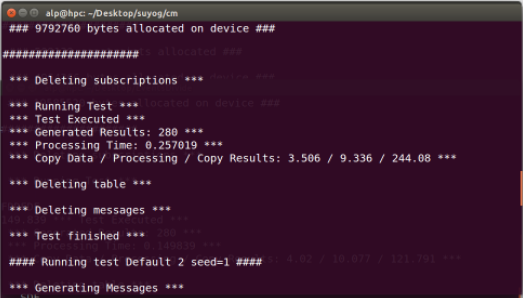 alp@hpc: ~/Desktop/suyog/cm
### 9792760 bytes allocated on device ###
#####################
*** Deleting subscriptions ***
*** Running Test ***
*** Test Executed ***
*** Generated Results: 280 ***
*** Processing Time: 0.257019 ***
*** Copy Data / Processing / Copy Results: 3.506 / 9.336 / 244.08 ***
*** Deleting table ***
*** Deleting messages ***
*** Test finished ***
#### Running test Default 2 seed=1 ####
*** Generating Messages ***